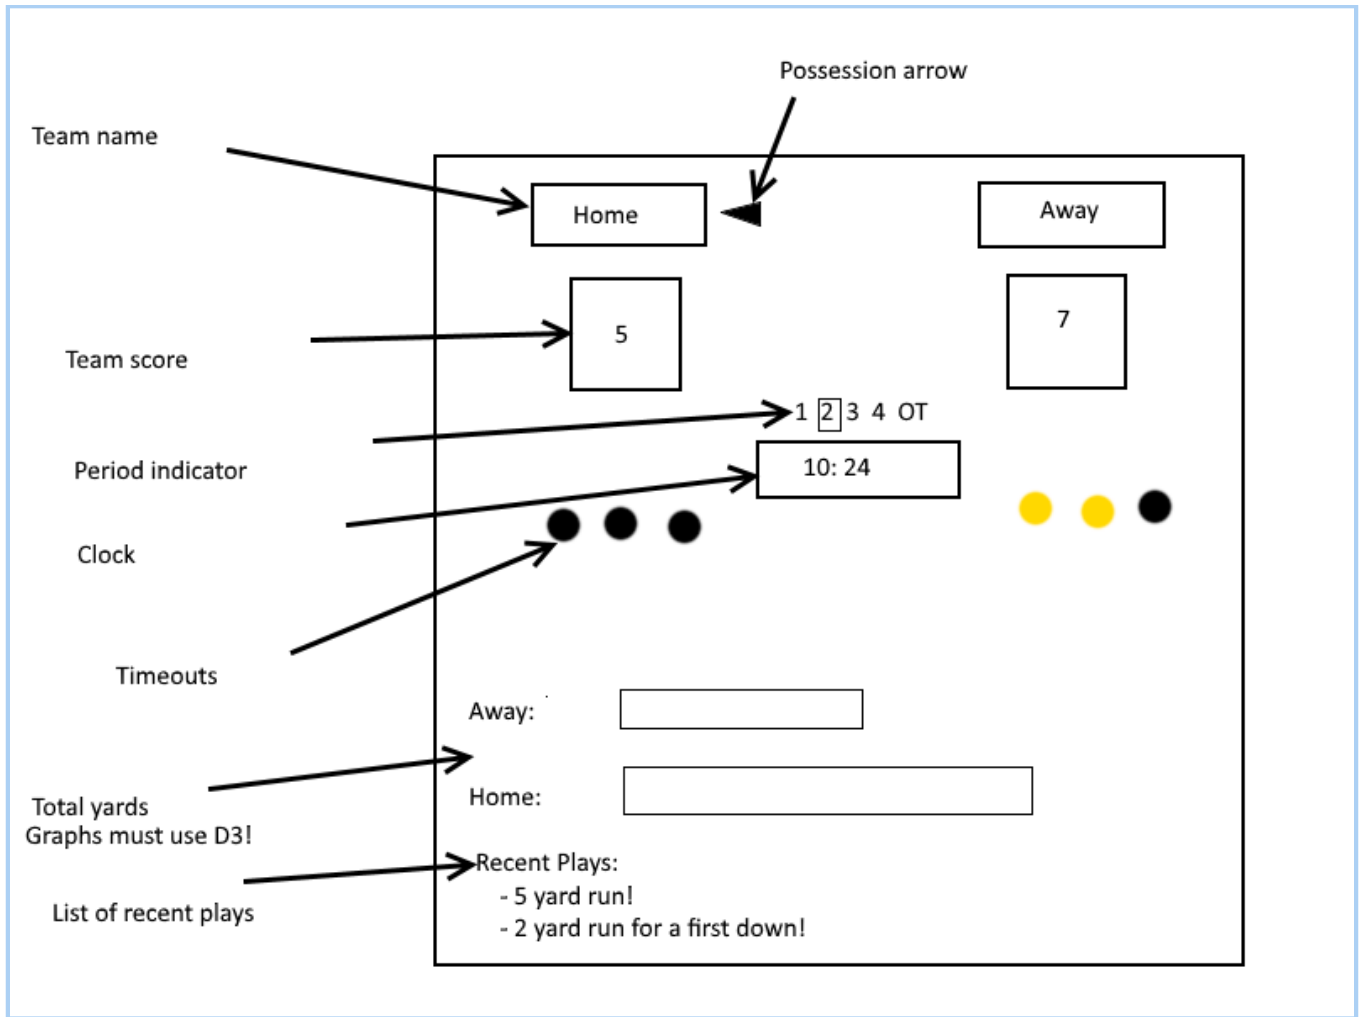 Possession arrow
Team name
Home
Away
5
7
Team score
1 2 3 4 OT
Period indicator
10: 24
Clock
Timeouts
Away:
Home:
Total yards
Graphs must use D3!
Recent Plays:
- 5 yard run!
- 2 yard run for a first down!
List of recent plays